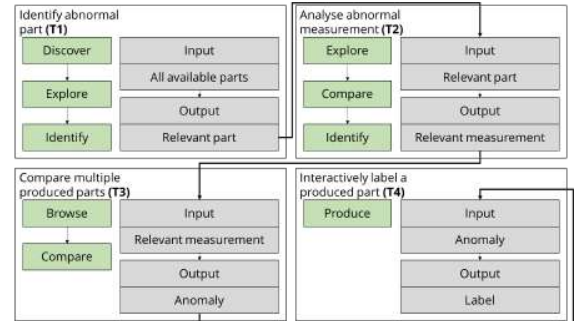 Identify abnormal
part (T1)
Discover
Explore
Identify
Input
All available parts
Output
Relevant part
Analyse abnormal
measurement (T2)
Explore
Compare
Identify
Input
Relevant part
Output
Relevant measurement
Compare multiple
produced parts (T3)
Browse
Compare
Input
Relevant measurement
Output
Anomaly
Interactively label a
produced part (T4)
Produce
Input
Anomaly
Output
Label